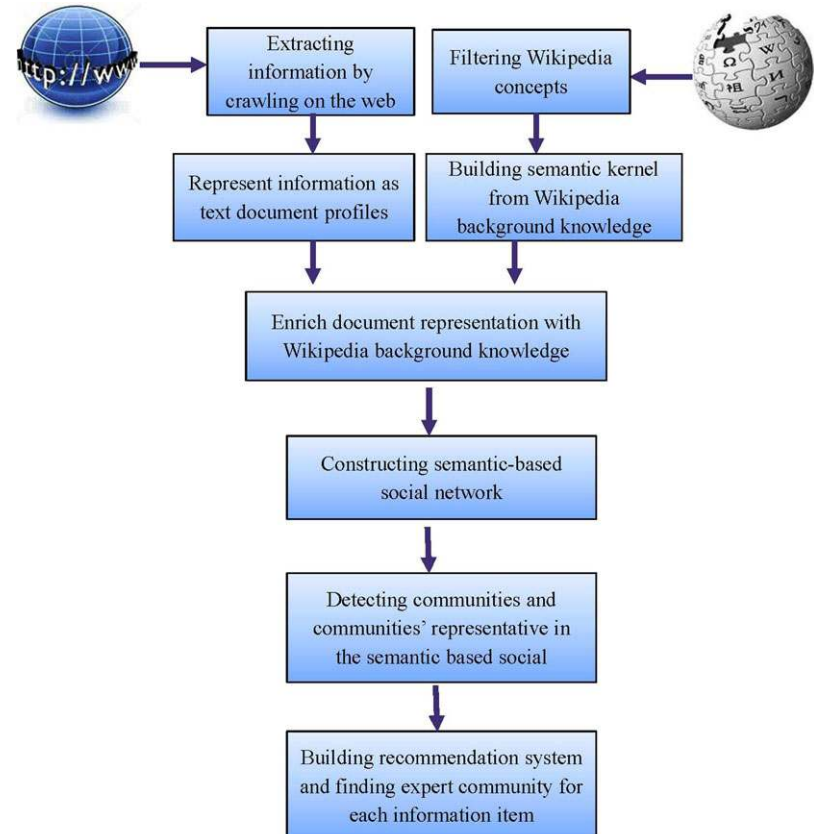 http://www
Extracting
information by
crawling on the web
Filtering Wikipedia
concepts
Ω
W
И
祖
Represent information as
text document profiles
Building semantic kernel
from Wikipedia
background knowledge
Enrich document representation with
Wikipedia background knowledge
Constructing semantic-based
social network
Detecting communities and
communities’ representative in
the semantic based social
Building recommendation system
and finding expert community for
each information item